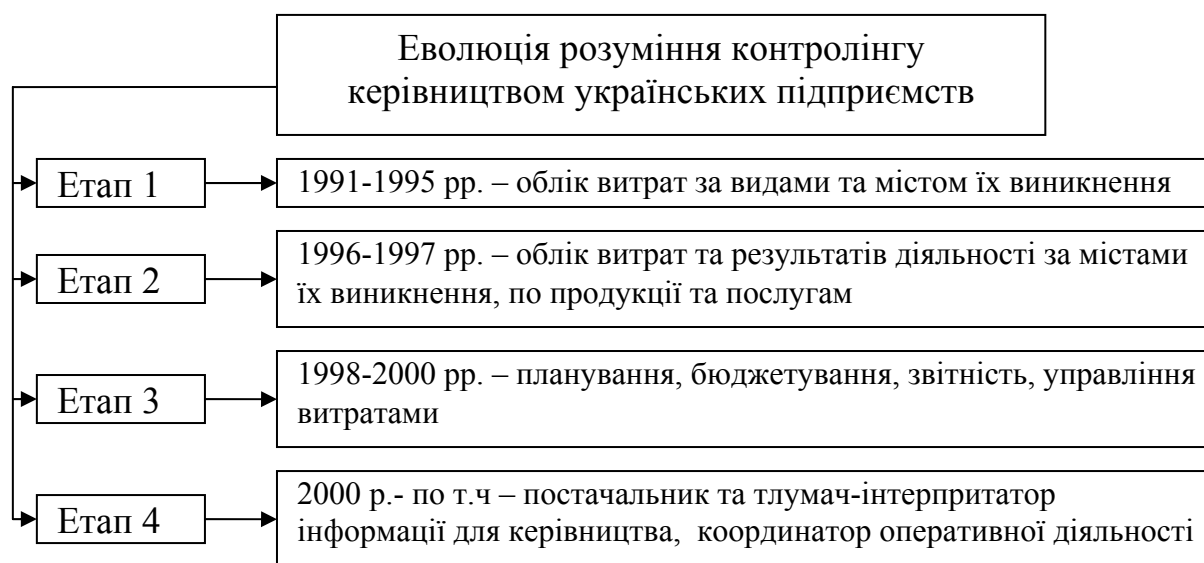 Еволюція розуміння контролінгу
керівництвом українських підприємств
Етап 1
1991-1995 рр. – облік витрат за видами та містом їх виникнення
Етап 2
1996-1997 рр. – облік витрат та результатів діяльності за містами
їх виникнення, по продукції та послугам
Етап 3
1998-2000 рр. – планування, бюджетування, звітність, управління
витратами
Етап 4
2000 р.- по т.ч – постачальник та тлумач-інтерпритатор
інформації для керівництва, координатор оперативної діяльності